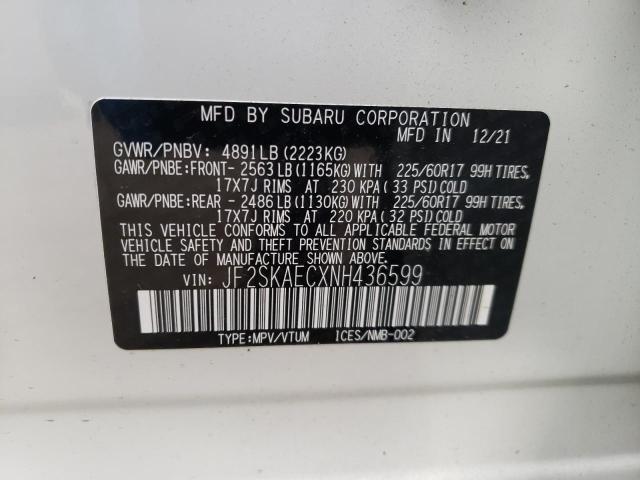 MFD BY SUBARU CORPORATION
MFD IN 12/21
GVWR/PNBV: 4891LB (2223KG)
GAWR/PNBE:FRONT- 2563 LB (1165KG) WITH 225/60R17 99H TIRES,
17X7J RIMS AT 230 KPA (33 PSI) COLD
GAWR/PNBE:REAR - 2486 LB (1130KG) WITH 225/60R17 99H TIRES,
17X7J RIMS AT 220 KPA (32 PSI) COLD
THIS VEHICLE CONFORMS TO ALL APPLICABLE FEDERAL MOTOR
VEHICLE SAFETY AND THEFT PREVENTION STANDARDS IN EFFECT ON
THE DATE OF MANUFACTURE SHOWN ABOVE.
VIN: JF2SKAECXNH436599
TYPE:MPV/VTUM ICES/NMB-002